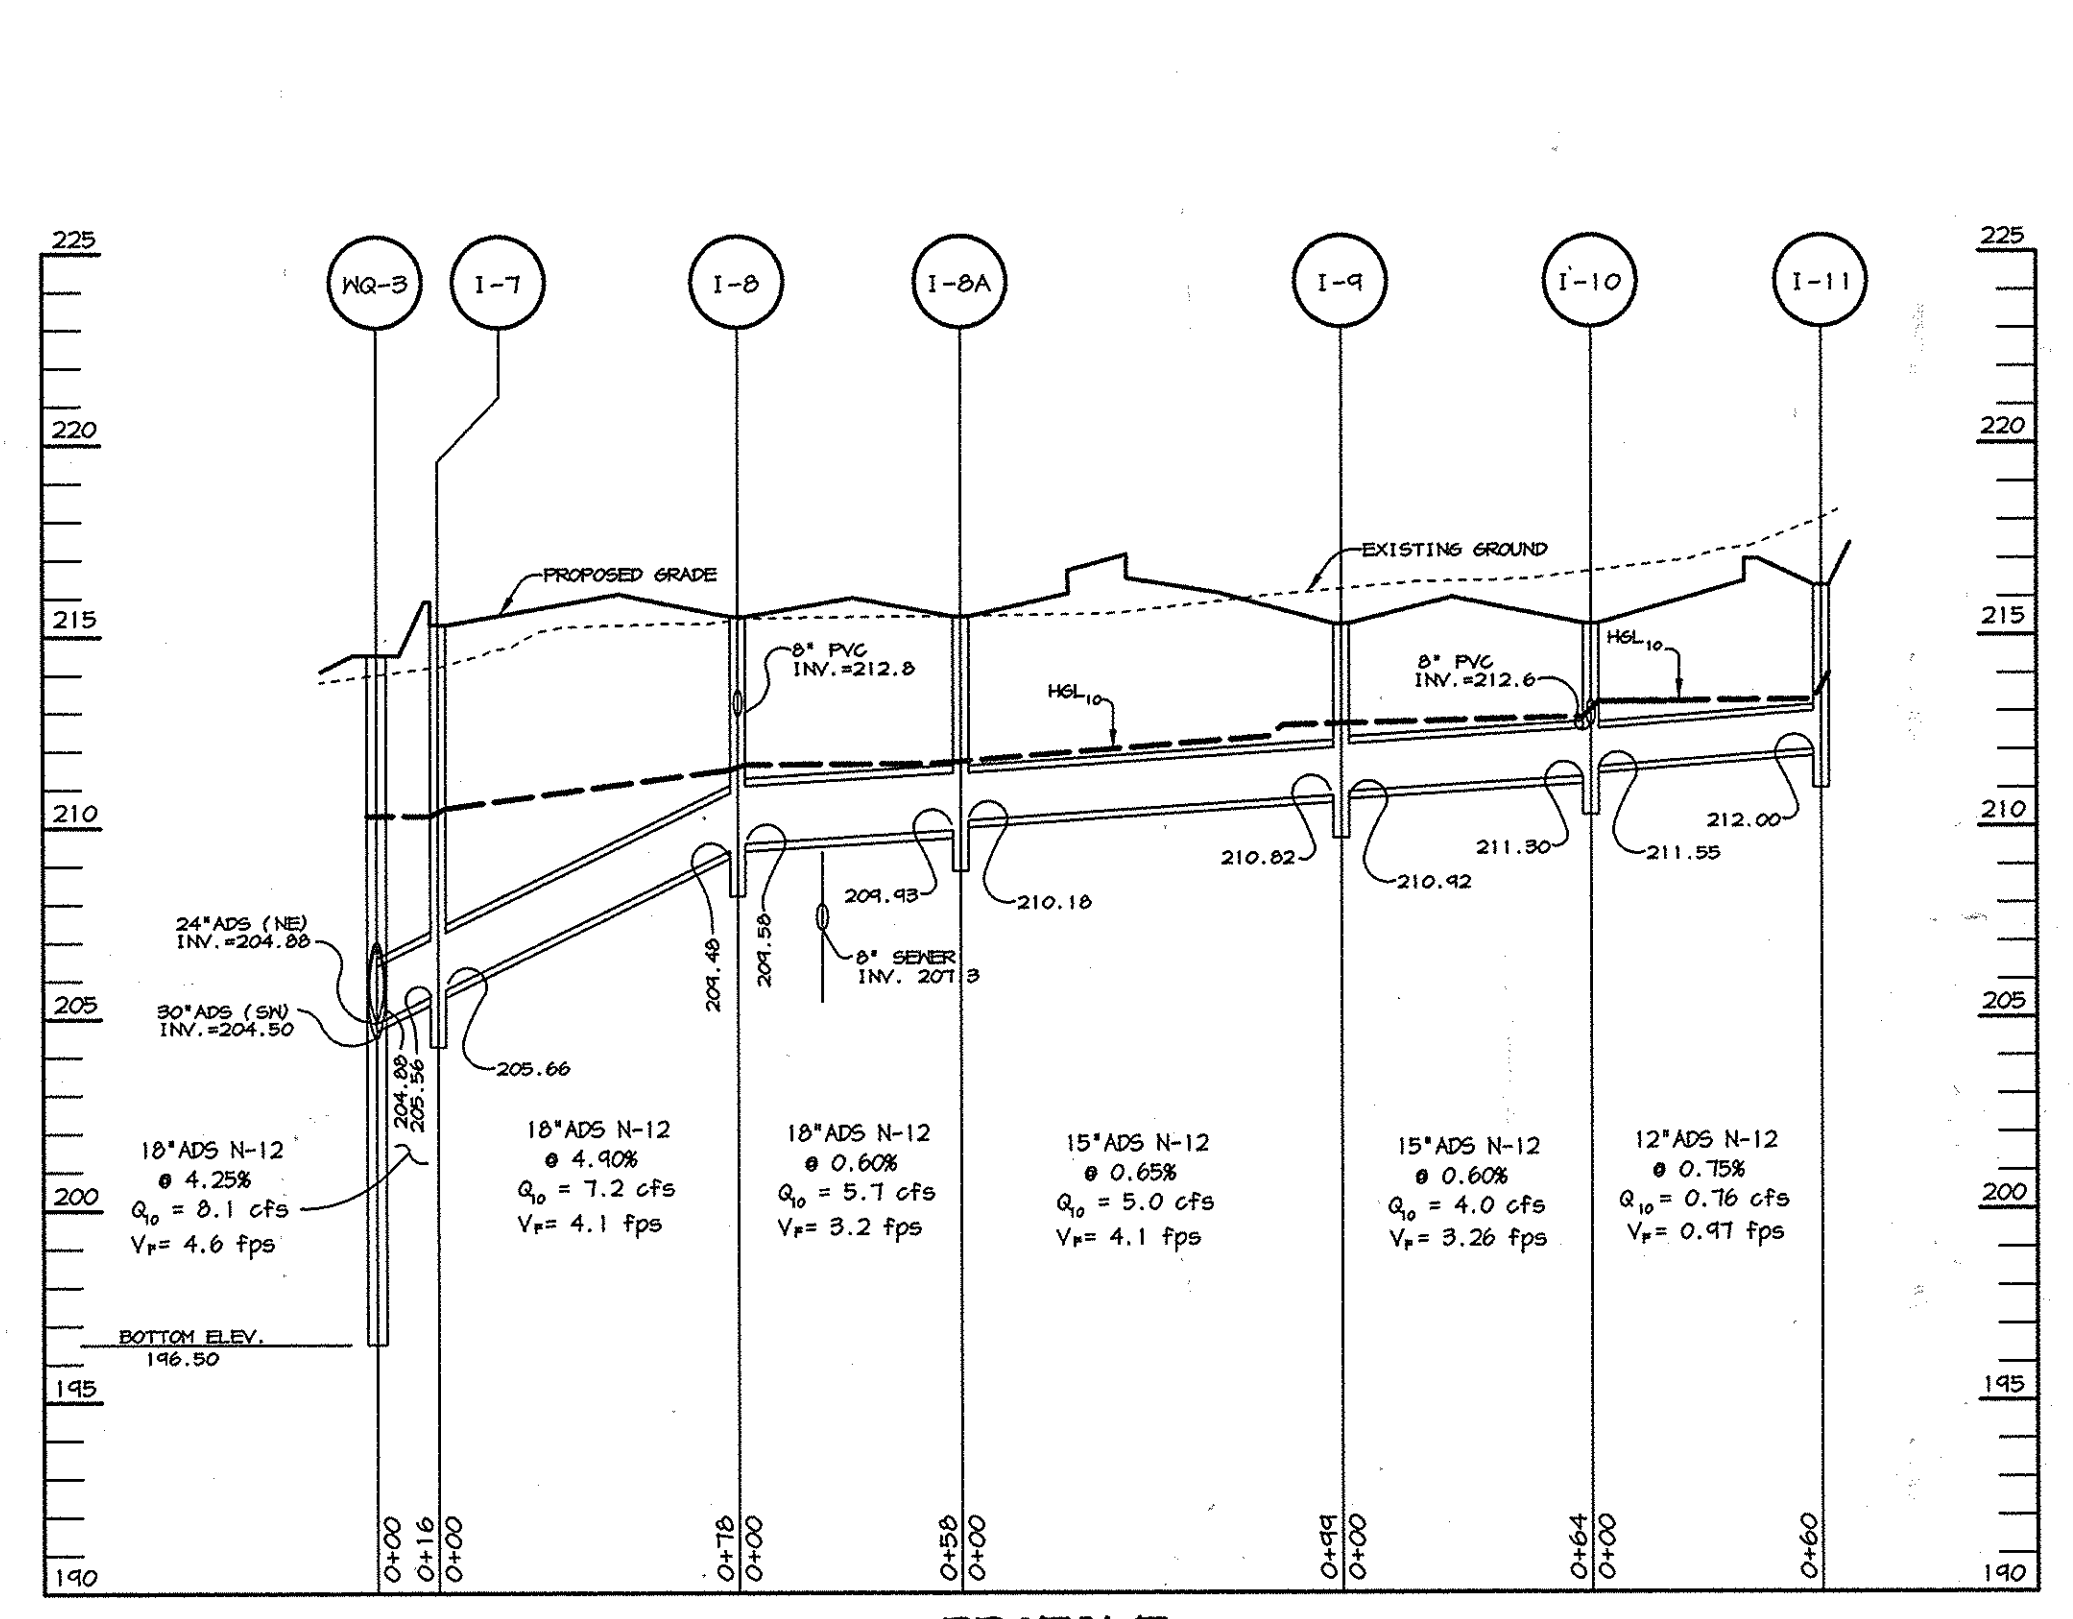 225
225
WQ-3
I-7
I-8
I-8A
I-9
I-10
I-11
220
220
EXISTING GROUND
PROPOSED GRADE
215
215
HGL10
8" PVC
INV.=212.8
8" PVC
INV.=212.6
HGL10
210
210
212.00
210.82
211.30
211.55
210.92
209.93
210.18
24"ADS (NE)
INV.=204.88
209.48
209.58
8" SEWER
INV. 207.3
205
205
30"ADS (SW)
INV.=204.50
204.88
205.56
205.66
18"ADS N-12
@ 4.25%
Q10 = 8.1 cfs
VF= 4.6 fps
18"ADS N-12
@ 4.90%
Q10 = 7.2 cfs
VF= 4.1 fps
18"ADS N-12
@ 0.60%
Q10 = 5.7 cfs
VF= 3.2 fps
15"ADS N-12
@ 0.65%
Q10 = 5.0 cfs
VF= 4.1 fps
15"ADS N-12
@ 0.60%
Q10 = 4.0 cfs
VF= 3.26 fps
12"ADS N-12
@ 0.75%
Q10 = 0.76 cfs
VF= 0.97 fps
200
200
BOTTOM ELEV.
196.50
195
195
0+00
0+16
0+00
0+78
0+00
0+58
0+00
0+99
0+00
0+64
0+00
0+60
190
190